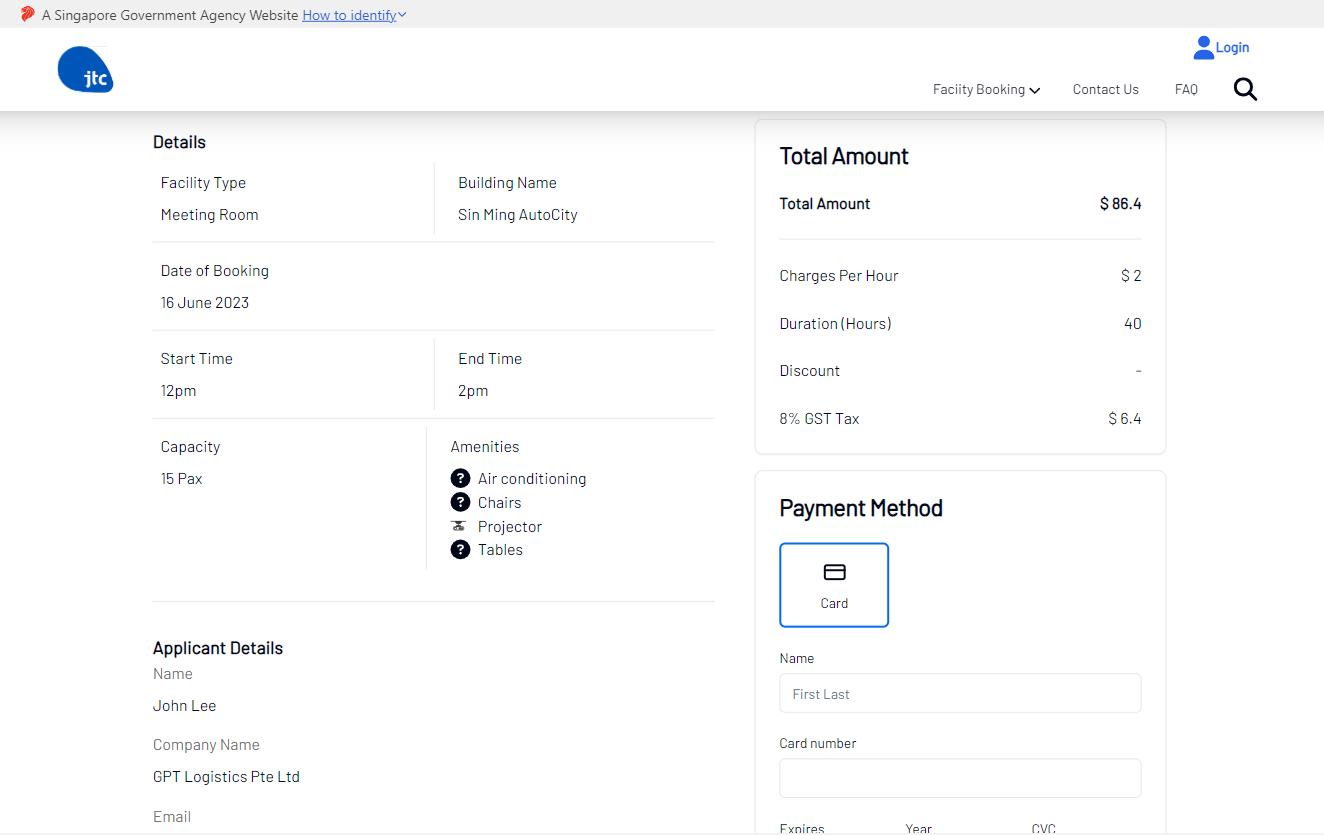 A Singapore Government Agency Website How to identify
jtc
Login
Faciity Booking
Contact Us
FAQ
Details
Facility Type
Building Name
Meeting Room
Sin Ming AutoCity
Date of Booking
16 June 2023
Start Time
End Time
12pm
2pm
Capacity
Amenities
15 Pax
? Air conditioning
? Chairs
Projector
? Tables
Applicant Details
Name
John Lee
Company Name
GPT Logistics Pte Ltd
Email
Total Amount
Total Amount $ 86.4
Charges Per Hour $ 2
Duration (Hours) 40
Discount -
8% GST Tax $ 6.4
Payment Method
Card
Name
First Last
Card number
Expires Year CVC